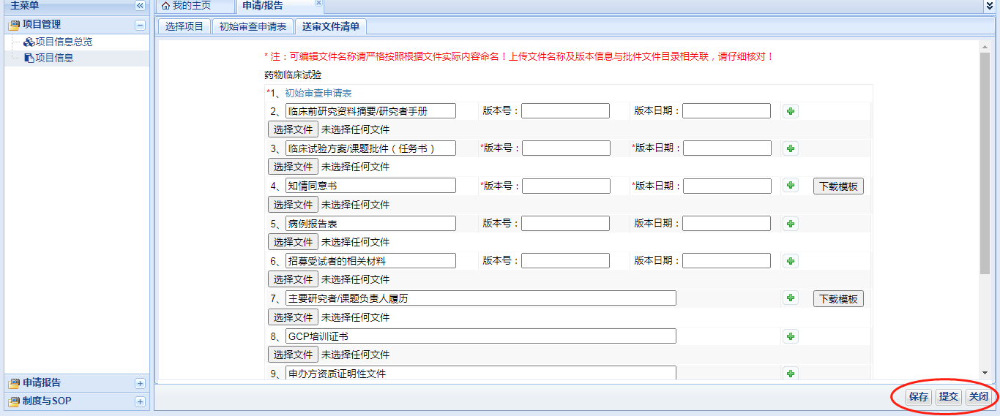 主菜单
我的主页
申请/报告
项目管理
项目信息总览
项目信息
选择项目
初始审查申请表
送审文件清单
* 注：可编辑文件名称请严格按照根据文件实际内容命名！上传文件名称及版本信息与批件文件目录相关联，请仔细核对！
药物临床试验
*1、初始审查申请表
2、临床前研究资料摘要/研究者手册 版本号： 版本日期：
选择文件 未选择任何文件
3、临床试验方案/课题批件（任务书） *版本号： *版本日期：
选择文件 未选择任何文件
4、知情同意书 *版本号： *版本日期： 下载模板
选择文件 未选择任何文件
5、病例报告表 版本号： 版本日期：
选择文件 未选择任何文件
6、招募受试者的相关材料 版本号： 版本日期：
选择文件 未选择任何文件
7、主要研究者/课题负责人履历 下载模板
选择文件 未选择任何文件
8、GCP培训证书
选择文件 未选择任何文件
9、申办方资质证明性文件
申请报告
制度与SOP
保存 提交 关闭